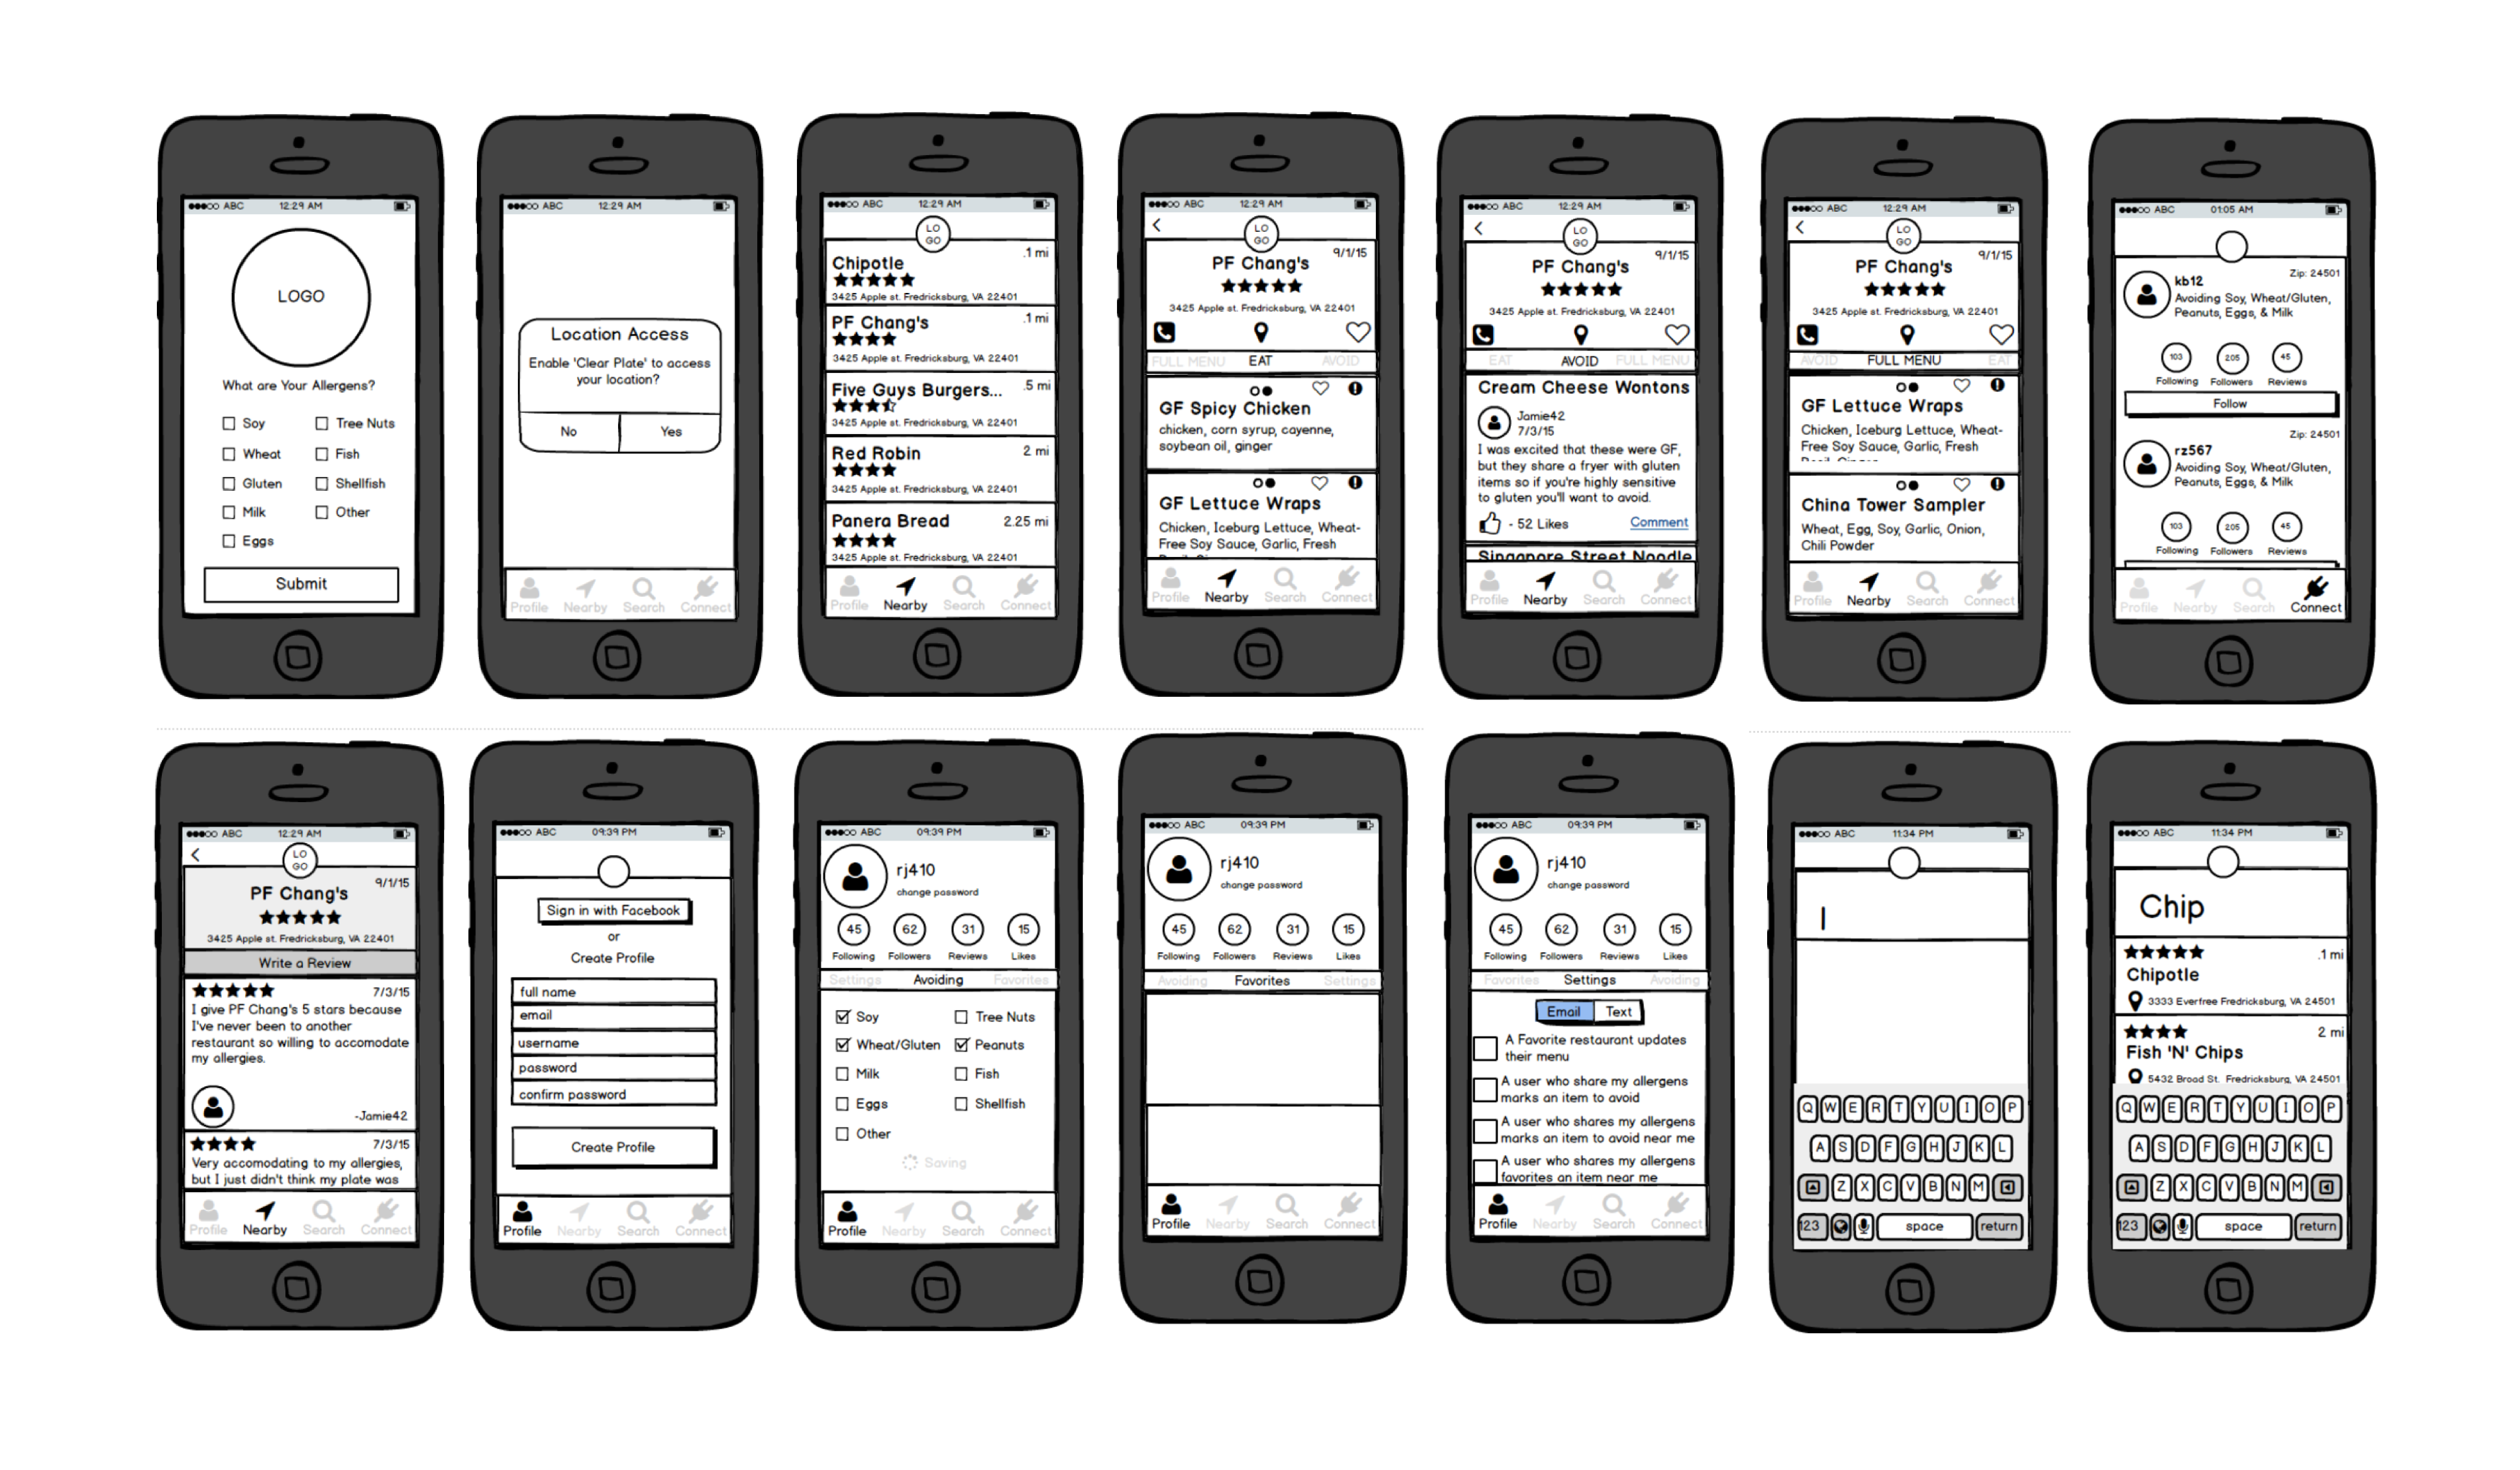 ABC 12:29 AM
LOGO
What are Your Allergens?
Soy Tree Nuts
Wheat Fish
Gluten Shellfish
Milk Other
Eggs
Submit
ABC 12:29 AM
Location Access
Enable 'Clear Plate' to access
your location?
No Yes
Profile Nearby Search Connect
ABC 12:29 AM
LO
GO
.1 mi
Chipotle
3425 Apple st. Fredricksburg, VA 22401
PF Chang's .1 mi
3425 Apple st. Fredricksburg, VA 22401
Five Guys Burgers... .5 mi
3425 Apple st. Fredricksburg, VA 22401
Red Robin 2 mi
3425 Apple st. Fredricksburg, VA 22401
Panera Bread 2.25 mi
3425 Apple st. Fredricksburg, VA 22401
Profile Nearby Search Connect
ABC 12:29 AM
LO
GO
9/1/15
PF Chang's
3425 Apple st. Fredricksburg, VA 22401
FULL MENU EAT AVOID
GF Spicy Chicken
chicken, corn syrup, cayenne,
soybean oil, ginger
GF Lettuce Wraps
Chicken, Iceburg Lettuce, Wheat-
Free Soy Sauce, Garlic, Fresh
Profile Nearby Search Connect
ABC 12:29 AM
LO
GO
9/1/15
PF Chang's
3425 Apple st. Fredricksburg, VA 22401
EAT AVOID FULL MENU
Cream Cheese Wontons
Jamie42
7/3/15
I was excited that these were GF,
but they share a fryer with gluten
items so if you're highly sensitive
to gluten you'll want to avoid.
- 52 Likes Comment
Singapore Street Noodle
Profile Nearby Search Connect
ABC 12:29 AM
LO
GO
9/1/15
PF Chang's
3425 Apple st. Fredricksburg, VA 22401
AVOID FULL MENU EAT
GF Lettuce Wraps
Chicken, Iceburg Lettuce, Wheat-
Free Soy Sauce, Garlic, Fresh
China Tower Sampler
Wheat, Egg, Soy, Garlic, Onion,
Chili Powder
Profile Nearby Search Connect
ABC 01:05 AM
Zip: 24501
kb12
Avoiding Soy, Wheat/Gluten,
Peanuts, Eggs, & Milk
103 205 45
Following Followers Reviews
Follow
Zip: 24501
rz567
Avoiding Soy, Wheat/Gluten,
Peanuts, Eggs, & Milk
103 205 45
Following Followers Reviews
Profile Nearby Search Connect
ABC 12:29 AM
LO
GO
9/1/15
PF Chang's
3425 Apple st. Fredricksburg, VA 22401
Write a Review
7/3/15
I give PF Chang's 5 stars because
I've never been to another
restaurant so willing to accomodate
my allergies.
-Jamie42
7/3/15
Very accomodating to my allergies,
but I just didn't think my plate was
Profile Nearby Search Connect
ABC 09:39 PM
Sign in with Facebook
or
Create Profile
full name
email
username
password
confirm password
Create Profile
Profile Nearby Search Connect
ABC 09:39 PM
rj410
change password
45 62 31 15
Following Followers Reviews Likes
Settings Avoiding Favorites
Soy Tree Nuts
Wheat/Gluten Peanuts
Milk Fish
Eggs Shellfish
Other
Saving
Profile Nearby Search Connect
ABC 09:39 PM
rj410
change password
45 62 31 15
Following Followers Reviews Likes
Avoiding Favorites Settings
Profile Nearby Search Connect
ABC 09:39 PM
rj410
change password
45 62 31 15
Following Followers Reviews Likes
Favorites Settings Avoiding
Email Text
A Favorite restaurant updates
their menu
A user who share my allergens
marks an item to avoid
A user who shares my allergens
marks an item to avoid near me
A user who shares my allergens
favorites an item near me
Profile Nearby Search Connect
ABC 11:34 PM
Q W E R T Y U I O P
A S D F G H J K L
Z X C V B N M
123 space return
ABC 11:34 PM
Chip
.1 mi
Chipotle
3333 Everfree Fredricksburg, VA 24501
2 mi
Fish 'N' Chips
5432 Broad St. Fredricksburg, VA 24501
Q W E R T Y U I O P
A S D F G H J K L
Z X C V B N M
123 space return